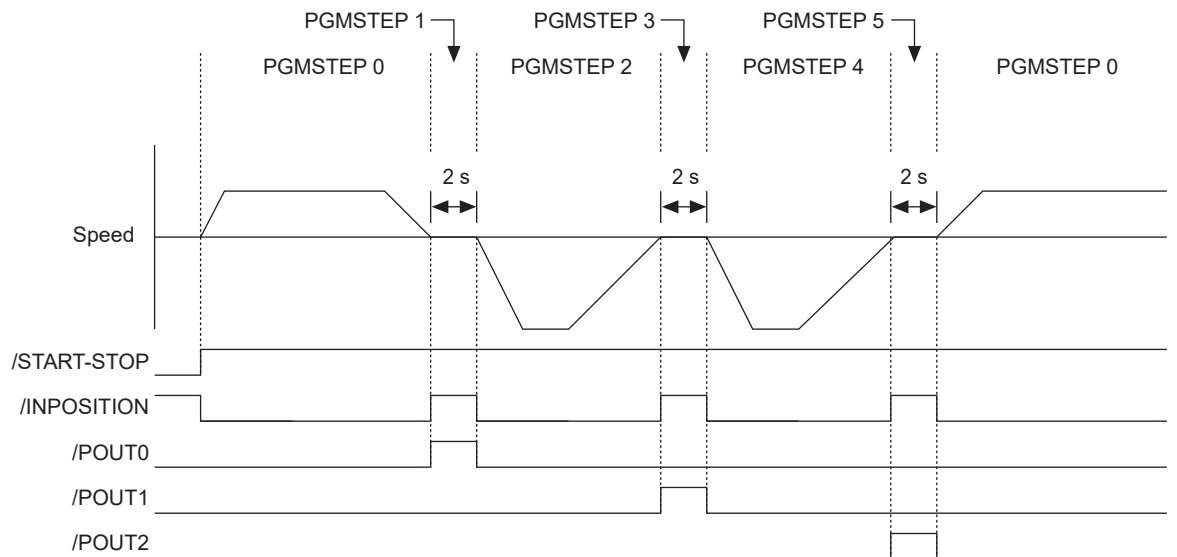 PGMSTEP 1
PGMSTEP 3
PGMSTEP 5
PGMSTEP 0
PGMSTEP 2
PGMSTEP 4
PGMSTEP 0
2 s
2 s
2 s
Speed
/START-STOP
/INPOSITION
/POUT0
/POUT1
/POUT2